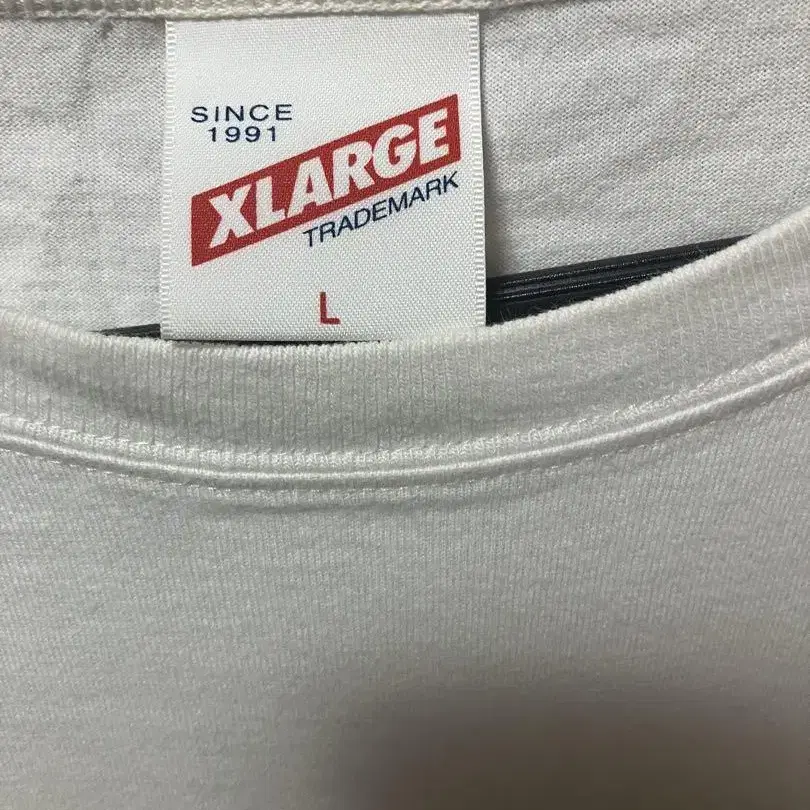 SINCE
1991
XLARGE
TRADEMARK
L